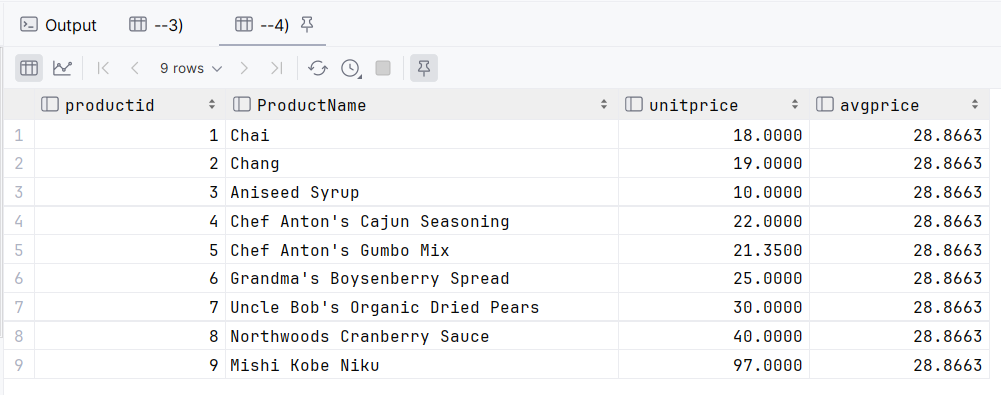 Output --3) --4)
9 rows
productid ProductName unitprice avgprice
1 1 Chai 18.0000 28.8663
2 2 Chang 19.0000 28.8663
3 3 Aniseed Syrup 10.0000 28.8663
4 4 Chef Anton's Cajun Seasoning 22.0000 28.8663
5 5 Chef Anton's Gumbo Mix 21.3500 28.8663
6 6 Grandma's Boysenberry Spread 25.0000 28.8663
7 7 Uncle Bob's Organic Dried Pears 30.0000 28.8663
8 8 Northwoods Cranberry Sauce 40.0000 28.8663
9 9 Mishi Kobe Niku 97.0000 28.8663